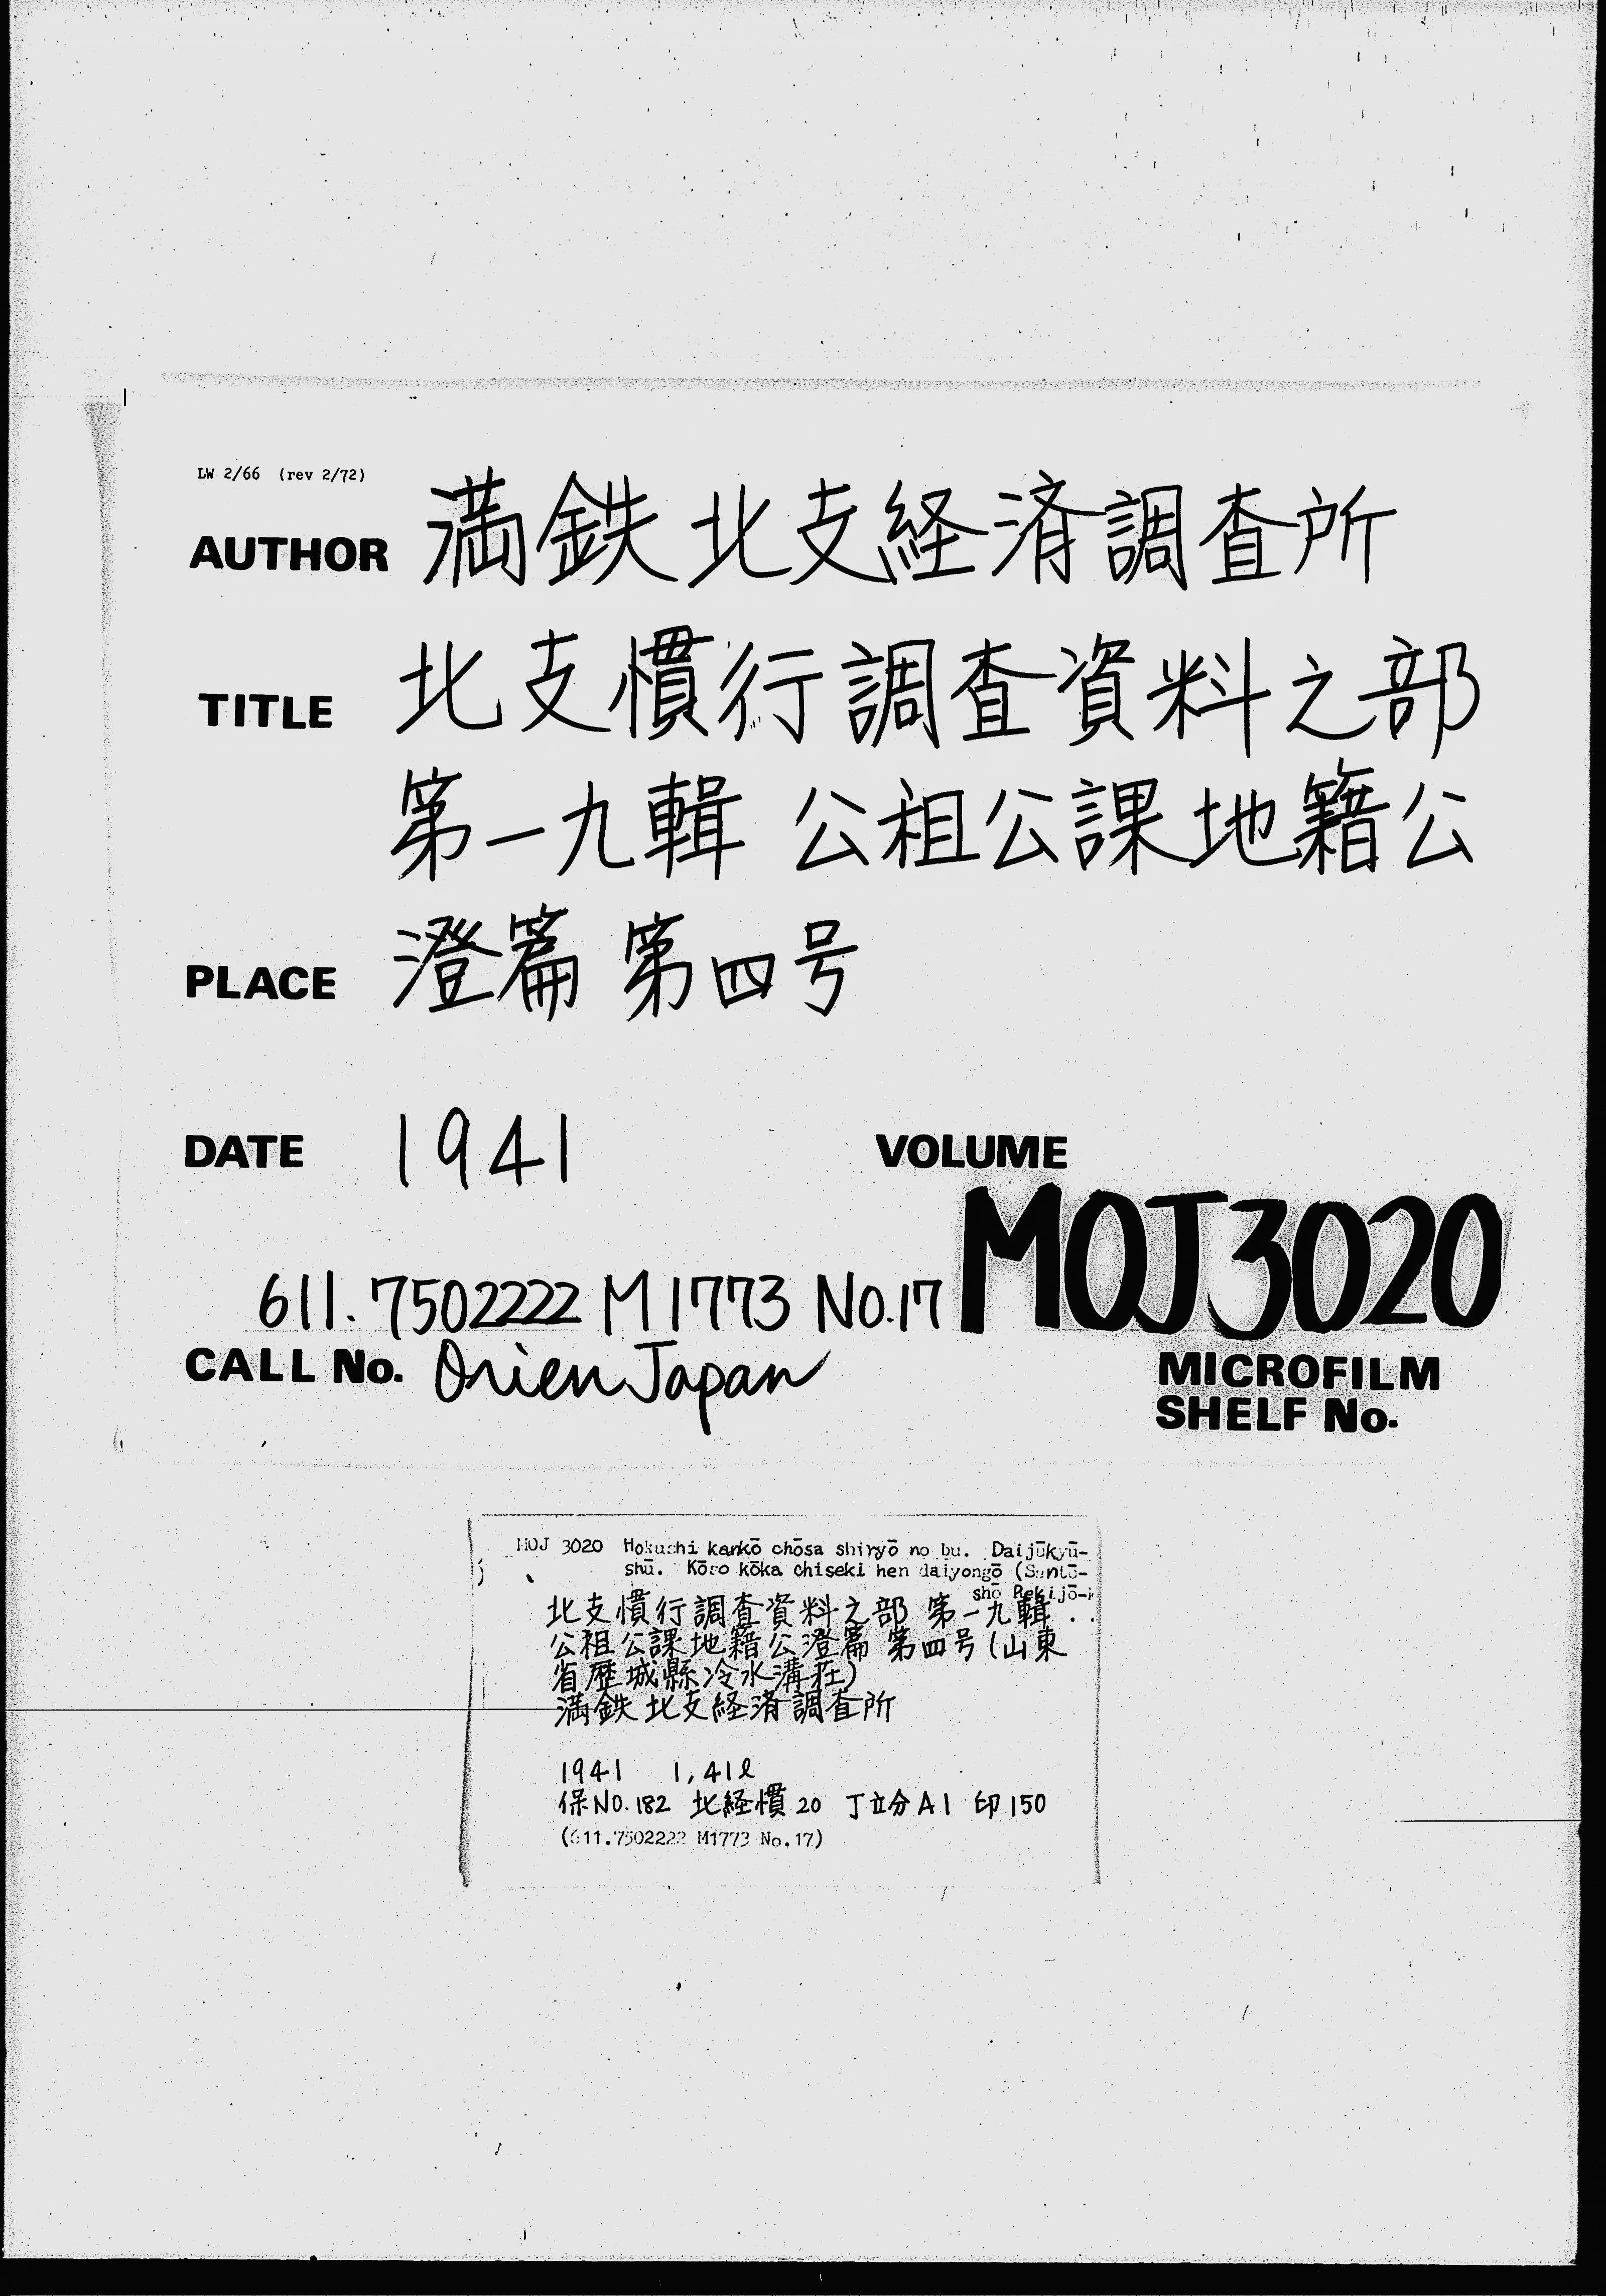 LW 2/66 (rev 2/72)
AUTHOR 満鉄北支経済調査所
TITLE 北支慣行調査資料之部
第一九輯 公租公課地籍公
PLACE 澄篇 第四号
DATE 1941 VOLUME
611.7502222 M1773 No.17 MOJ3020
CALL No. Orien Japan MICROFILM
SHELF No.
MOJ 3020 Hokushi kankō chōsa shiryō no bu. Daijūkyū-
shū. Kōso kōka chiseki hen daiyongō (Santō-
shō Rekijō-k
北支慣行調査資料之部 第一九輯..
公租公課地籍公澄篇 第四号(山東
省歴城縣冷水溝荘)
満鉄北支経済調査所
1941 1,41l
保No.182 北経慣20 丁立分A1 印150
(611.7502222 M1773 No.17)